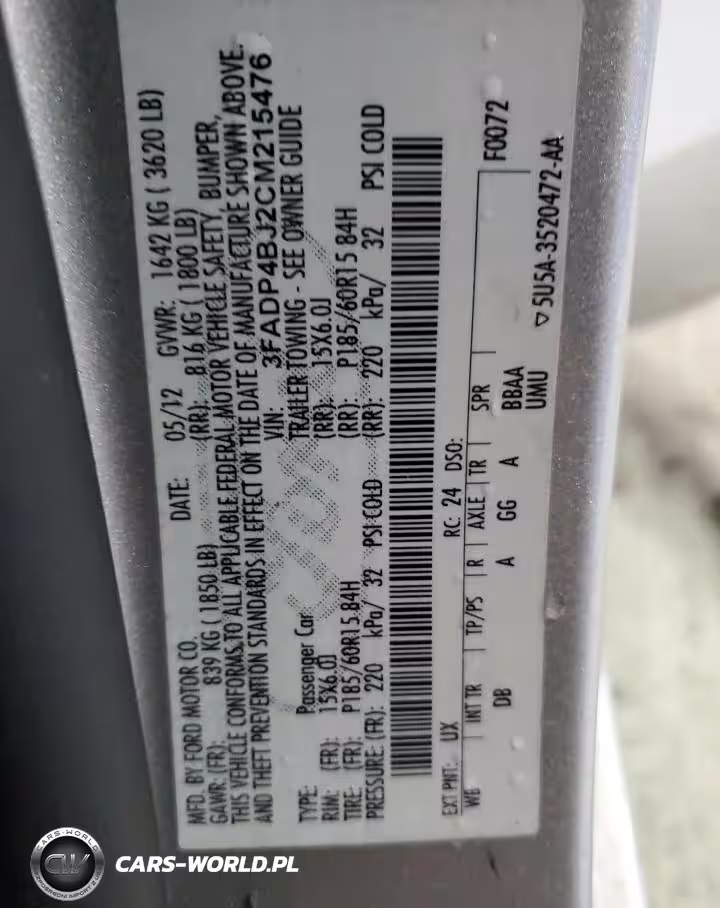 MFD. BY FORD MOTOR CO.
DATE: 05/12 GVWR: 1642 KG ( 3620 LB)
GAWR: (FR): 839 KG ( 1850 LB) (RR): 816 KG ( 1800 LB)
THIS VEHICLE CONFORMS TO ALL APPLICABLE FEDERAL MOTOR VEHICLE SAFETY, BUMPER,
AND THEFT PREVENTION STANDARDS IN EFFECT ON THE DATE OF MANUFACTURE SHOWN ABOVE.
VIN: 3FADP4BJ2CM215476
TYPE: Passenger Car TRAILER TOWING - SEE OWNER GUIDE
RIM: (FR): 15X6.0J (RR): 15X6.0J
TIRE: (FR): P185/60R15 84H (RR): P185/60R15 84H
PRESSURE: (FR): 220 kPa/ 32 PSI COLD (RR): 220 kPa/ 32 PSI COLD
EXT PNT: UX RC: 24 DSO: F0072
WB INT TR TP/PS R AXLE TR SPR
DB A GG A BBAA
UMU
▽5U5A-3520472-AA
CARS-WORLD
CW
CARS-WORLD.PL